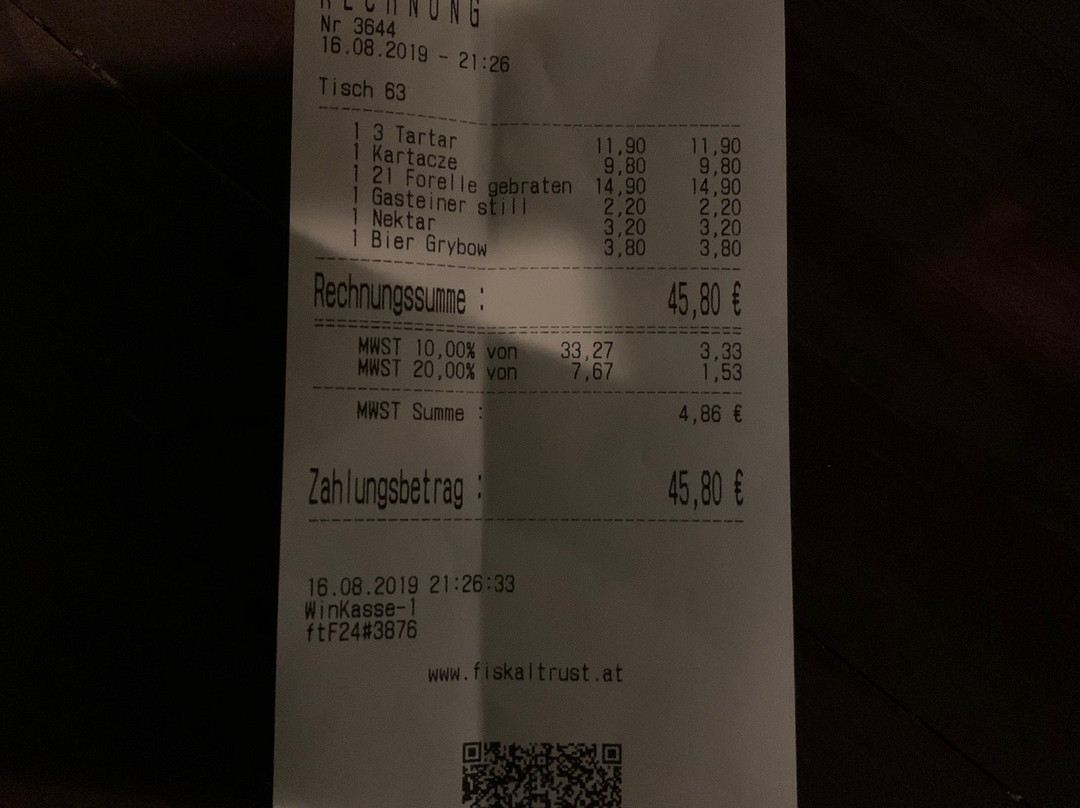 RECHNUNG
Nr 3644
16.08.2019 - 21:26
Tisch 63
1 3 Tartar 11,90 11,90
1 Kartacze 9,80 9,80
1 21 Forelle gebraten 14,90 14,90
1 Gasteiner still 2,20 2,20
1 Nektar 3,20 3,20
1 Bier Grybow 3,80 3,80
Rechnungssumme : 45,80 €
MWST 10,00% von 33,27 3,33
MWST 20,00% von 7,67 1,53
MWST Summe : 4,86 €
Zahlungsbetrag : 45,80 €
16.08.2019 21:26:33
WinKasse-1
ftF24#3876
www.fiskaltrust.at